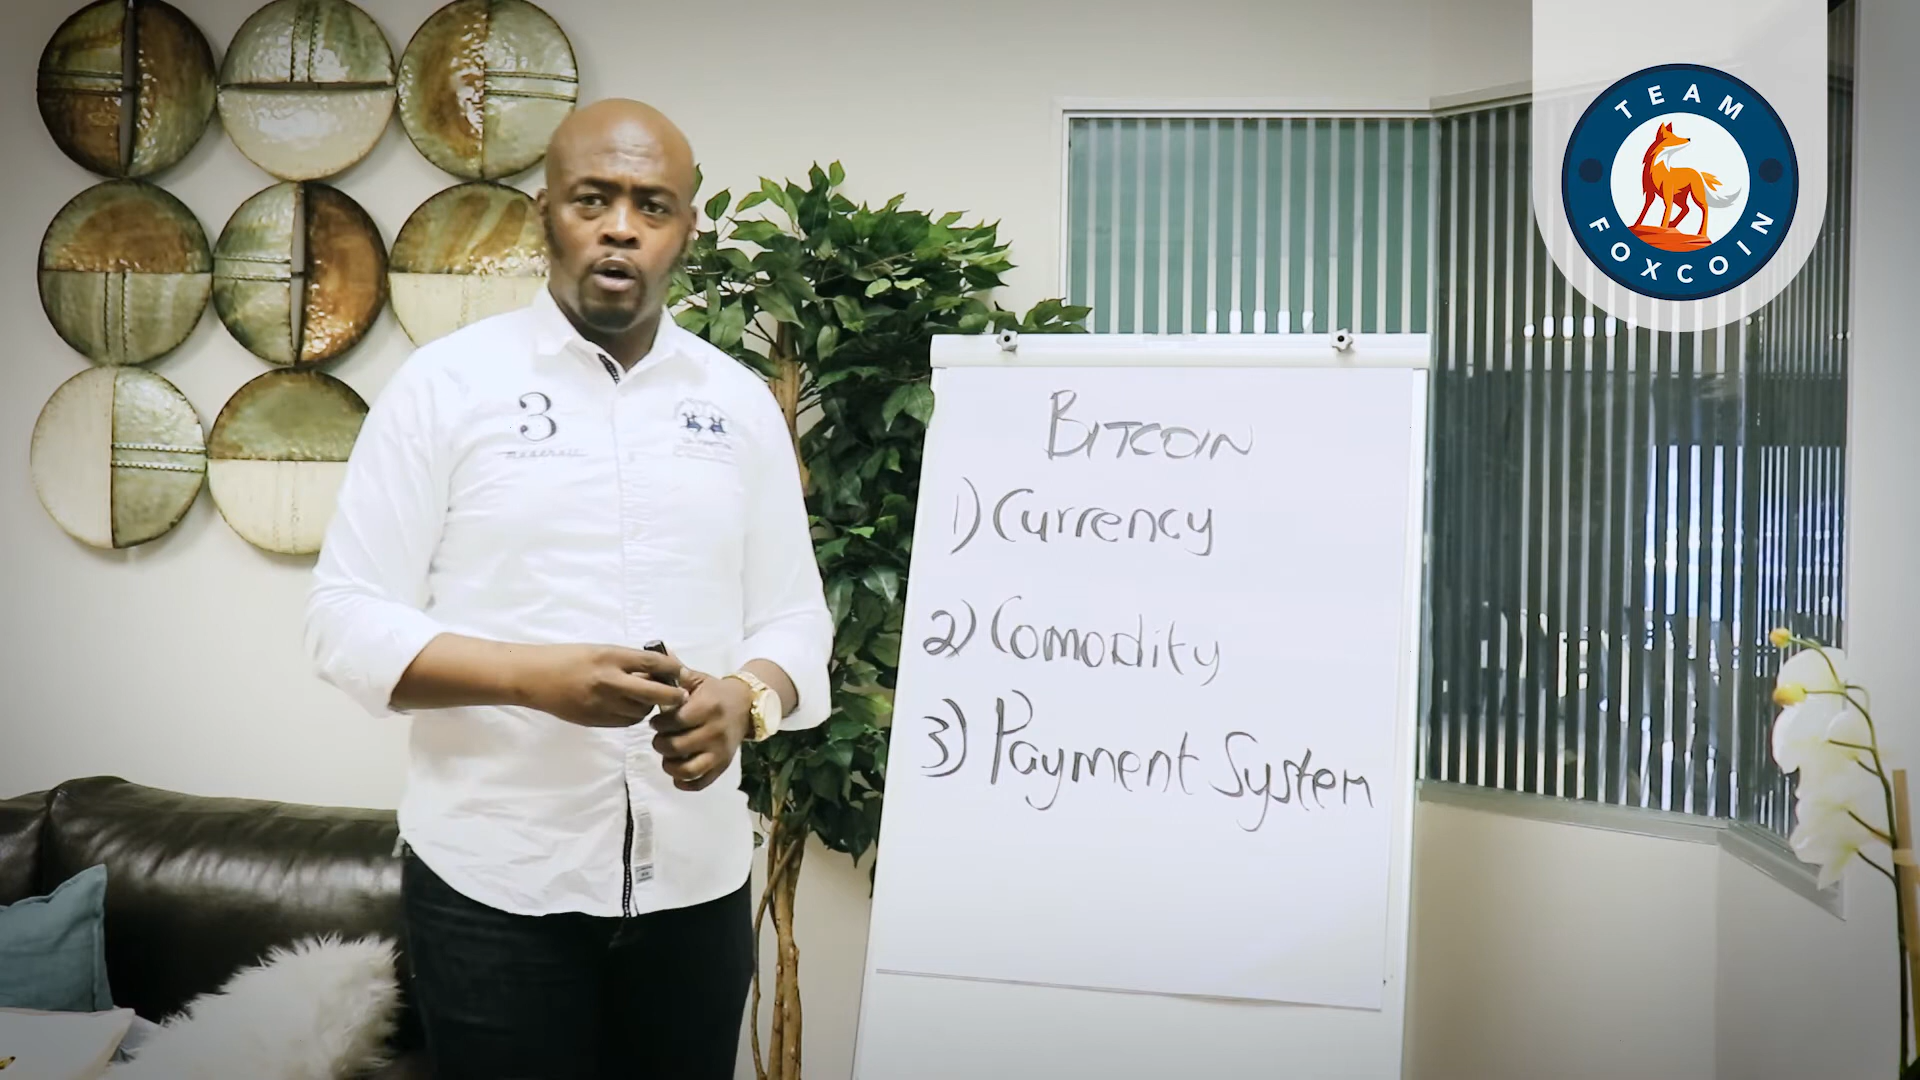 TEAM
FOXCOIN
BITCOIN
1) Currency
2) Comodity
3) Payment System
3